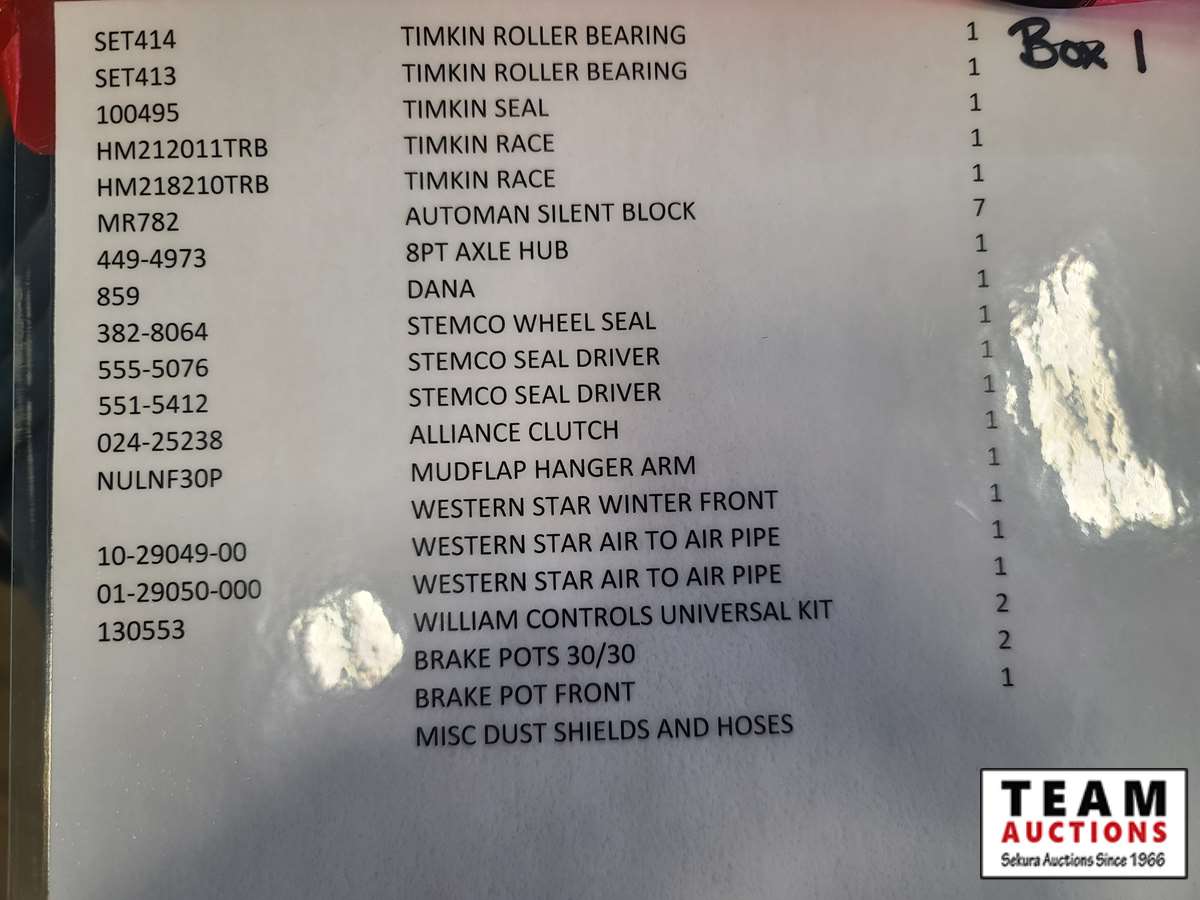 SET414 TIMKIN ROLLER BEARING 1 Box 1
SET413 TIMKIN ROLLER BEARING 1
100495 TIMKIN SEAL 1
HM212011TRB TIMKIN RACE 1
HM218210TRB TIMKIN RACE 1
MR782 AUTOMAN SILENT BLOCK 7
449-4973 8PT AXLE HUB 1
859 DANA 1
382-8064 STEMCO WHEEL SEAL 1
555-5076 STEMCO SEAL DRIVER 1
551-5412 STEMCO SEAL DRIVER 1
024-25238 ALLIANCE CLUTCH 1
NULNF30P MUDFLAP HANGER ARM 1
WESTERN STAR WINTER FRONT 1
10-29049-00 WESTERN STAR AIR TO AIR PIPE 1
01-29050-000 WESTERN STAR AIR TO AIR PIPE 1
130553 WILLIAM CONTROLS UNIVERSAL KIT 2
BRAKE POTS 30/30 2
BRAKE POT FRONT 1
MISC DUST SHIELDS AND HOSES
TEAM
AUCTIONS
Sekura Auctions Since 1966